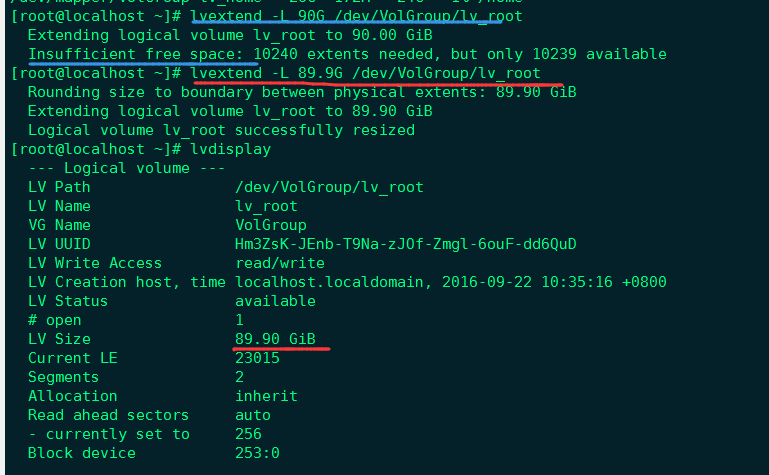 [root@localhost ~]# lvextend -L 90G /dev/VolGroup/lv_root
Extending logical volume lv_root to 90.00 GiB
Insufficient free space: 10240 extents needed, but only 10239 available
[root@localhost ~]# lvextend -L 89.9G /dev/VolGroup/lv_root
Rounding size to boundary between physical extents: 89.90 GiB
Extending logical volume lv_root to 89.90 GiB
Logical volume lv_root successfully resized
[root@localhost ~]# lvdisplay
--- Logical volume ---
LV Path /dev/VolGroup/lv_root
LV Name lv_root
VG Name VolGroup
LV UUID Hm3ZsK-JEnb-T9Na-zJOf-Zmgl-6ouF-dd6QuD
LV Write Access read/write
LV Creation host, time localhost.localdomain, 2016-09-22 10:35:16 +0800
LV Status available
# open 1
LV Size 89.90 GiB
Current LE 23015
Segments 2
Allocation inherit
Read ahead sectors auto
- currently set to 256
Block device 253:0